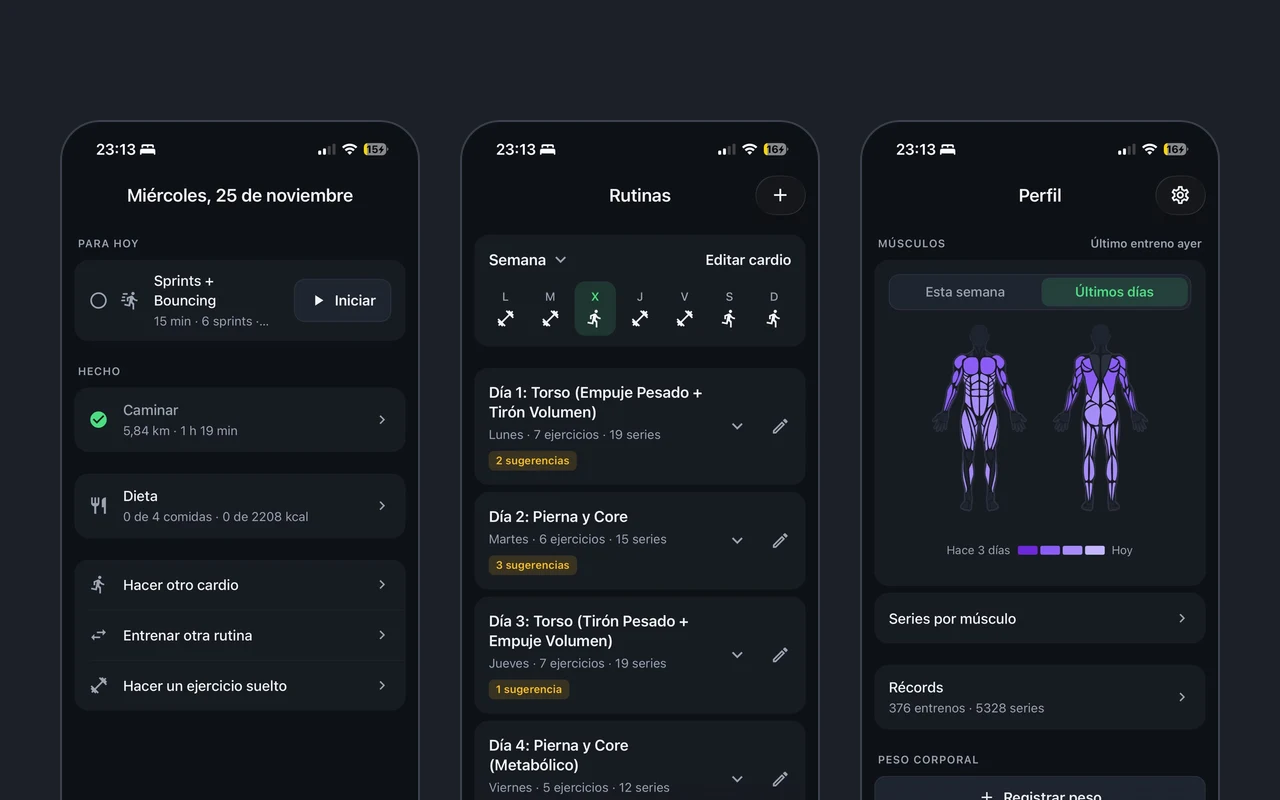 23:13
15
Miércoles, 25 de noviembre
PARA HOY
Sprints +
Bouncing
15 min · 6 sprints ·...
Iniciar
HECHO
Caminar
5,84 km · 1 h 19 min
Dieta
0 de 4 comidas · 0 de 2208 kcal
Hacer otro cardio
Entrenar otra rutina
Hacer un ejercicio suelto
23:13
16
Rutinas
+
Semana
Editar cardio
L M X J V S D
Día 1: Torso (Empuje Pesado +
Tirón Volumen)
Lunes · 7 ejercicios · 19 series
2 sugerencias
Día 2: Pierna y Core
Martes · 6 ejercicios · 15 series
3 sugerencias
Día 3: Torso (Tirón Pesado +
Empuje Volumen)
Jueves · 7 ejercicios · 19 series
1 sugerencia
Día 4: Pierna y Core
(Metabólico)
Viernes · 5 ejercicios · 12 series
23:13
16
Perfil
MÚSCULOS
Último entreno ayer
Esta semana
Últimos días
Hace 3 días
Hoy
Series por músculo
Récords
376 entrenos · 5328 series
PESO CORPORAL
+ Registrar peso